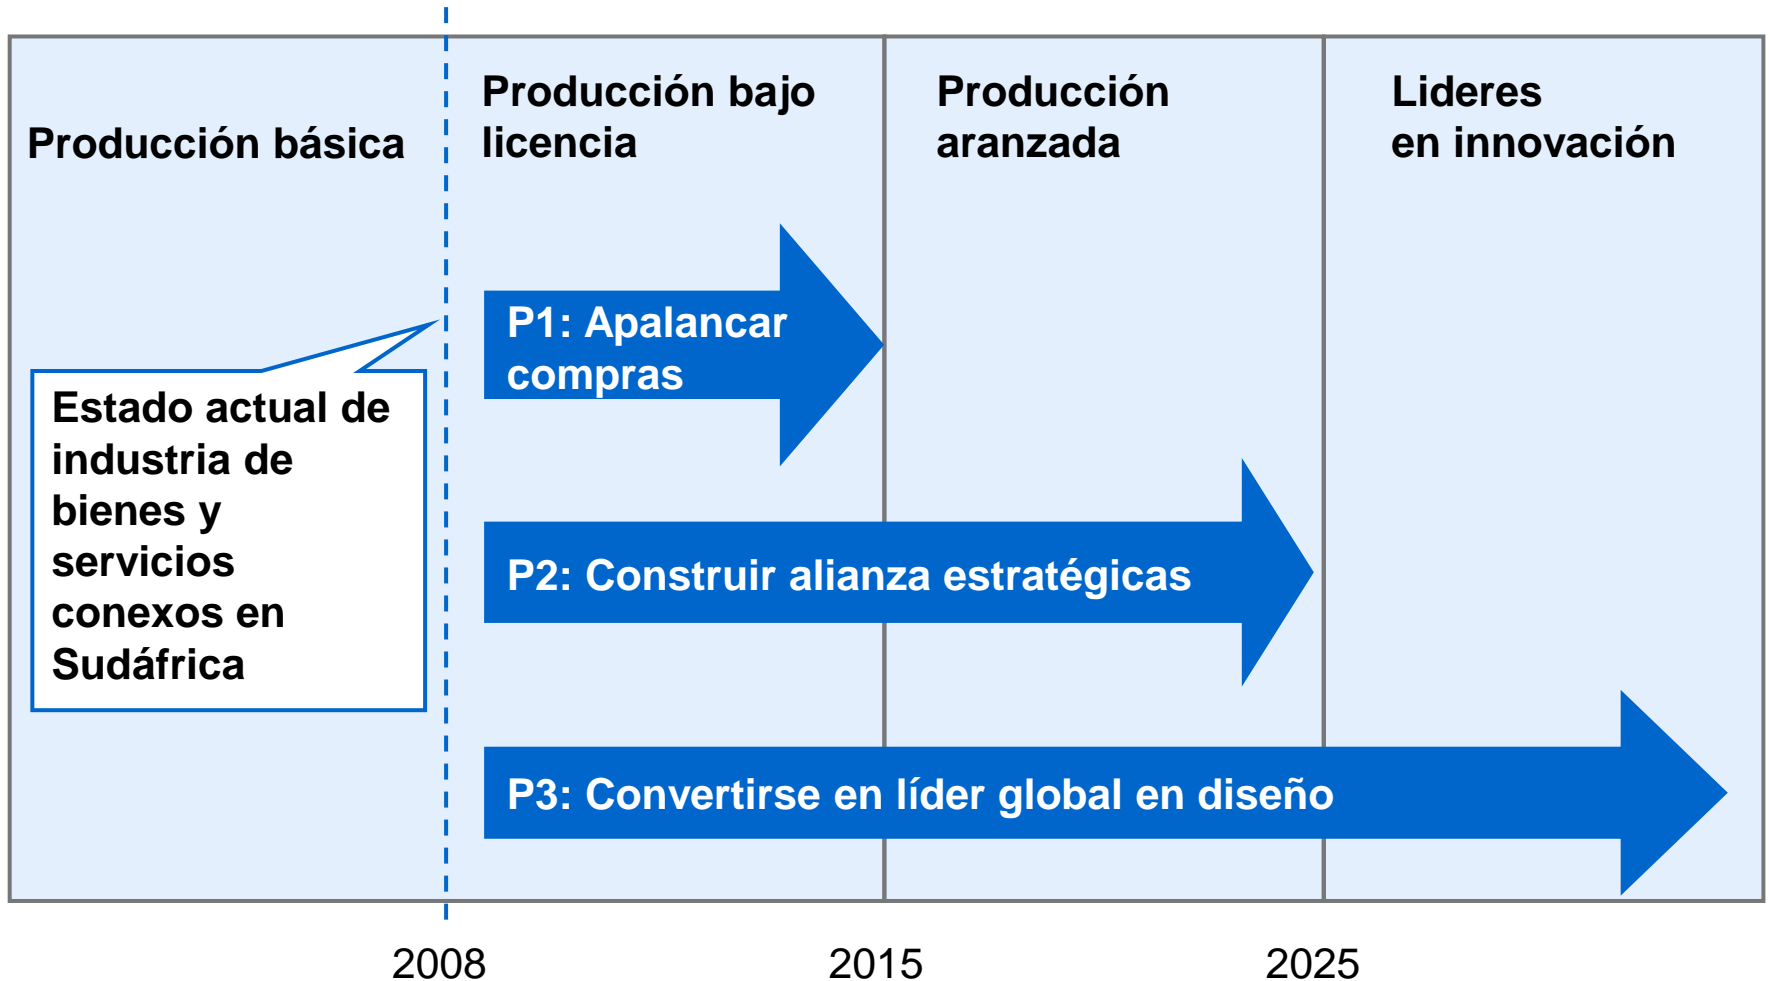 Producción básica
Producción bajo
licencia
Producción
aranzada
Lideres
en innovación
P1: Apalancar
compras
Estado actual de
industria de
bienes y
servicios
conexos en
Sudáfrica
P2: Construir alianza estratégicas
P3: Convertirse en líder global en diseño
2008
2015
2025